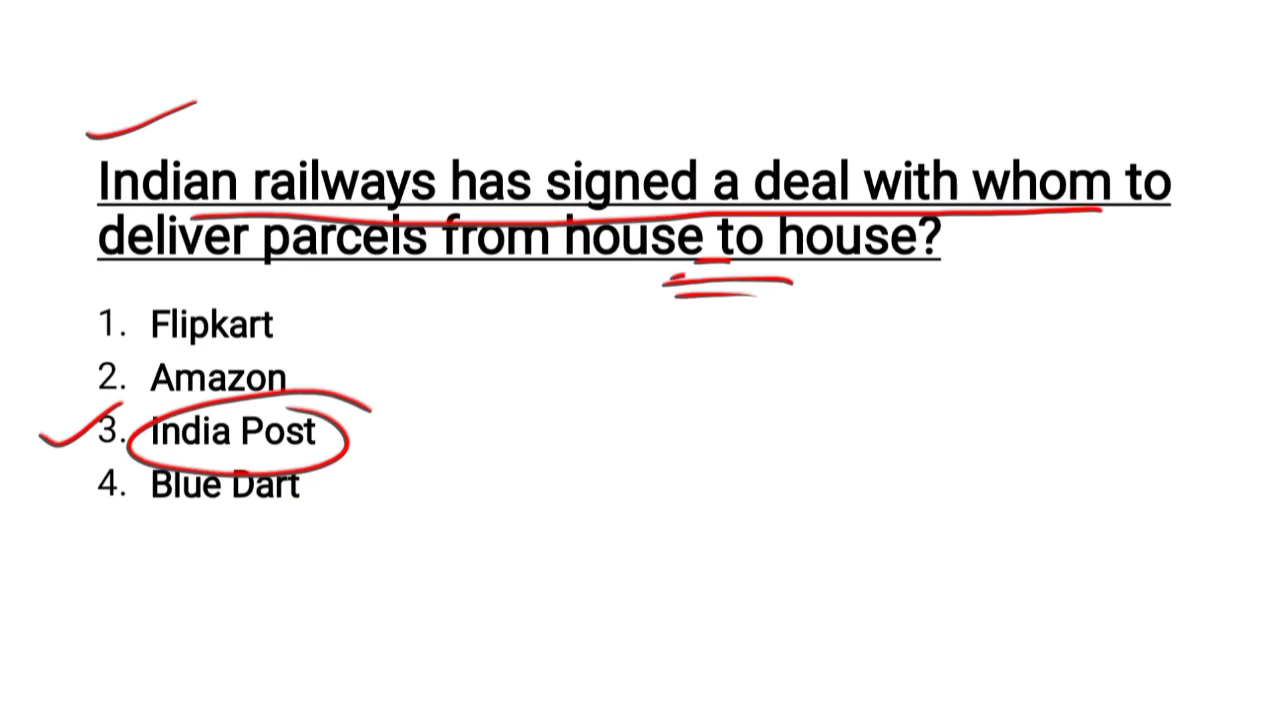 Indian railways has signed a deal with whom to
deliver parcels from house to house?
1. Flipkart
2. Amazon
3. India Post
4. Blue Dart